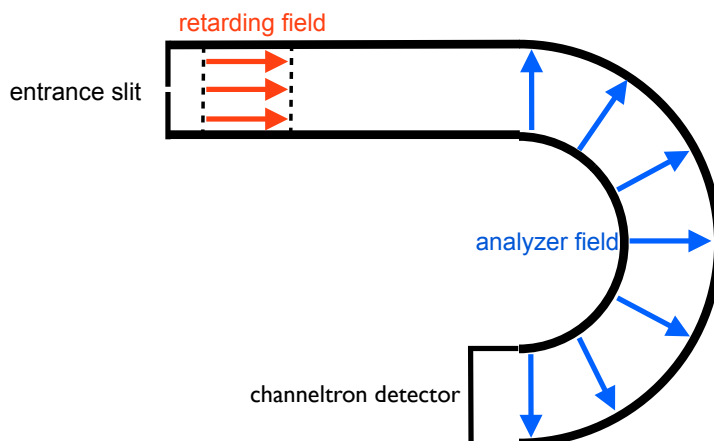 retarding field
entrance slit
analyzer field
channeltron detector